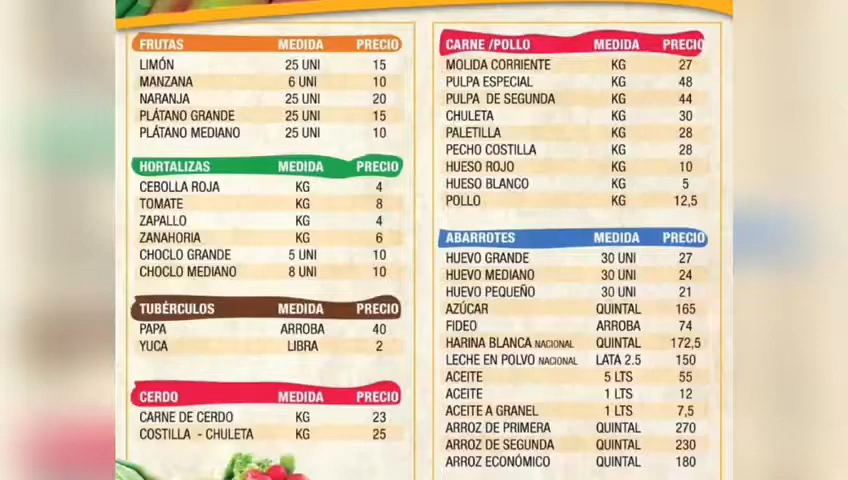 FRUTAS MEDIDA PRECIO
LIMÓN 25 UNI 15
MANZANA 6 UNI 10
NARANJA 25 UNI 20
PLÁTANO GRANDE 25 UNI 15
PLÁTANO MEDIANO 25 UNI 10
HORTALIZAS MEDIDA PRECIO
CEBOLLA ROJA KG 4
TOMATE KG 8
ZAPALLO KG 4
ZANAHORIA KG 6
CHOCLO GRANDE 5 UNI 10
CHOCLO MEDIANO 8 UNI 10
TUBÉRCULOS MEDIDA PRECIO
PAPA ARROBA 40
YUCA LIBRA 2
CERDO MEDIDA PRECIO
CARNE DE CERDO KG 23
COSTILLA - CHULETA KG 25
CARNE /POLLO MEDIDA PRECIO
MOLIDA CORRIENTE KG 27
PULPA ESPECIAL KG 48
PULPA DE SEGUNDA KG 44
CHULETA KG 30
PALETILLA KG 28
PECHO COSTILLA KG 28
HUESO ROJO KG 10
HUESO BLANCO KG 5
POLLO KG 12,5
ABARROTES MEDIDA PRECIO
HUEVO GRANDE 30 UNI 27
HUEVO MEDIANO 30 UNI 24
HUEVO PEQUEÑO 30 UNI 21
AZÚCAR QUINTAL 165
FIDEO ARROBA 74
HARINA BLANCA NACIONAL QUINTAL 172,5
LECHE EN POLVO NACIONAL LATA 2.5 150
ACEITE 5 LTS 55
ACEITE 1 LTS 12
ACEITE A GRANEL 1 LTS 7,5
ARROZ DE PRIMERA QUINTAL 270
ARROZ DE SEGUNDA QUINTAL 230
ARROZ ECONÓMICO QUINTAL 180